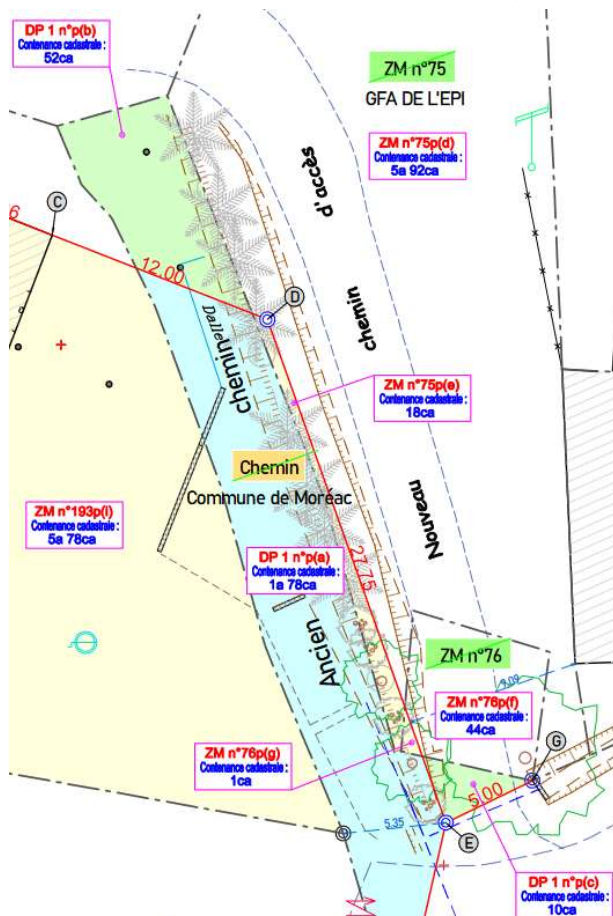 DP 1 n°p(b)
Contenance cadastrale :
52ca
ZM n°75
GFA DE L'EPI
ZM n°75p(d)
Contenance cadastrale :
5a 92ca
d'accès
C
6
12.00
D
Dalle
chemin
Chemin
ZM n°75p(e)
Contenance cadastrale :
18ca
Chemin
Commune de Moréac
Nouveau
ZM n°193p(i)
Contenance cadastrale :
5a 78ca
DP 1 n°p(a)
Contenance cadastrale :
1a 78ca
27.75
Ancien
ZM n°76
9.09
ZM n°76p(f)
Contenance cadastrale :
44ca
ZM n°76p(g)
Contenance cadastrale :
1ca
G
5.00
5.35
E
DP 1 n°p(c)
Contenance cadastrale :
10ca